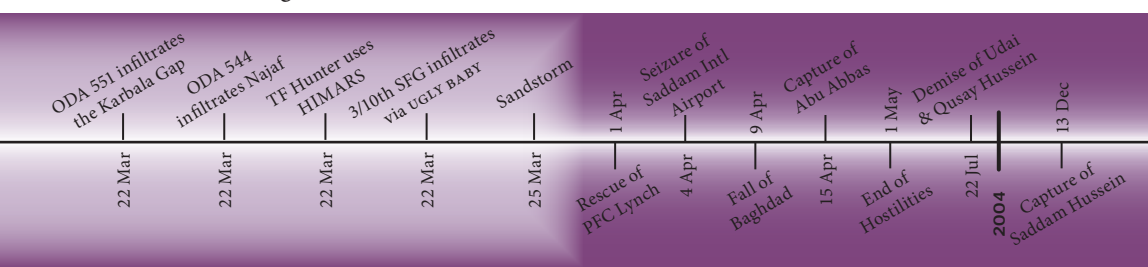 ODA 551 infiltrates
the Karbala Gap
22 Mar
ODA 544
infiltrates Najaf
22 Mar
TF Hunter uses
HIMARS
22 Mar
3/10th SFG infiltrates
via UGLY BABY
22 Mar
Sandstorm
25 Mar
1 Apr
Rescue of
PFC Lynch
Seizure of
Saddam Intl
Airport
4 Apr
9 Apr
Fall of
Baghdad
Capture of
Abu Abbas
15 Apr
1 May
End of
Hostilities
Demise of Udai
& Qusay Hussein
22 Jul
2004
13 Dec
Capture of
Saddam Hussein